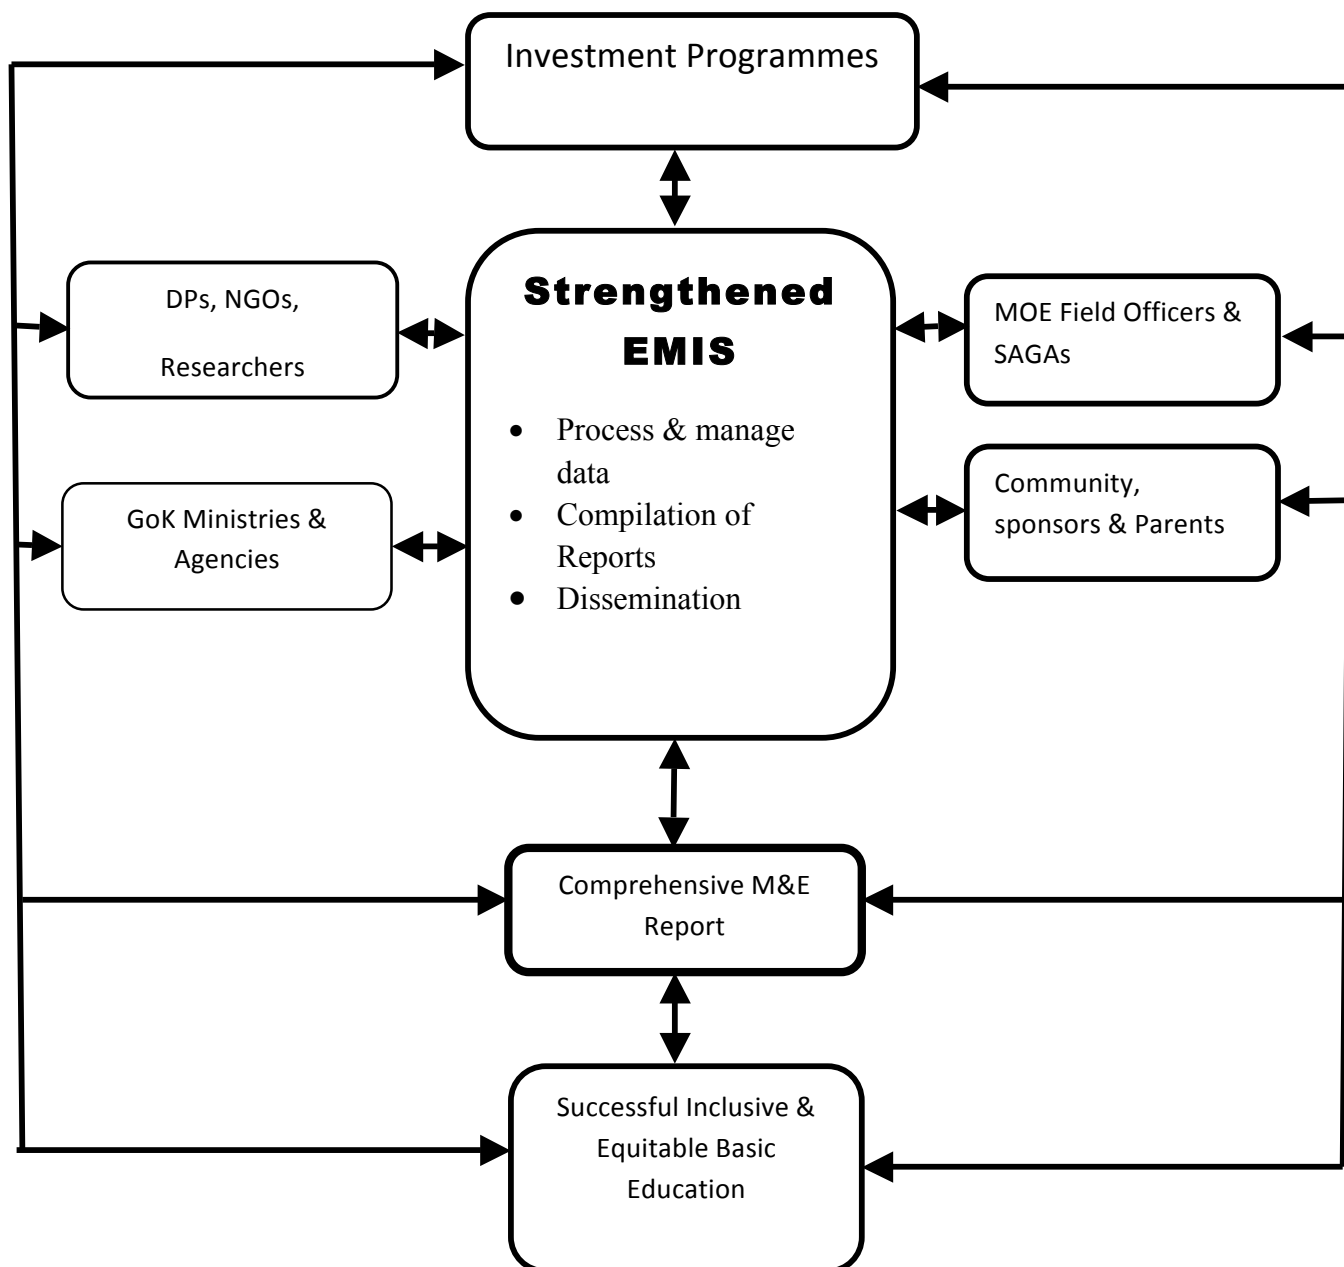 Investment Programmes
Strengthened
EMIS
• Process & manage
data
• Compilation of
Reports
• Dissemination
DPs, NGOs,
Researchers
MOE Field Officers &
SAGAs
GoK Ministries &
Agencies
Community,
sponsors & Parents
Comprehensive M&E
Report
Successful Inclusive &
Equitable Basic
Education